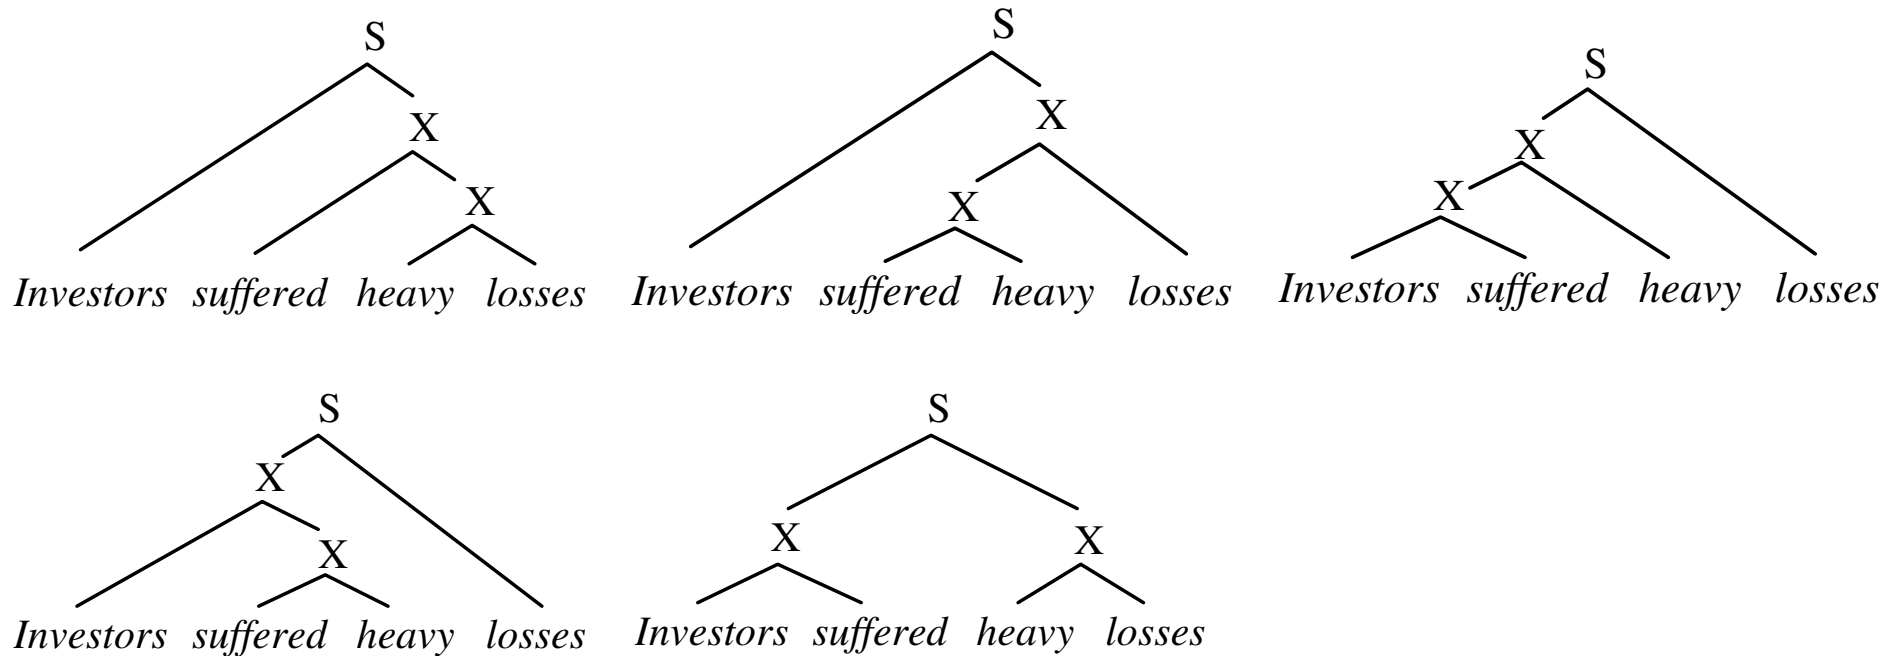 S
X
X
Investors suffered heavy losses
S
X
X
Investors suffered heavy losses
S
X
X
Investors suffered heavy losses
S
X
X
Investors suffered heavy losses
S
X X
Investors suffered heavy losses